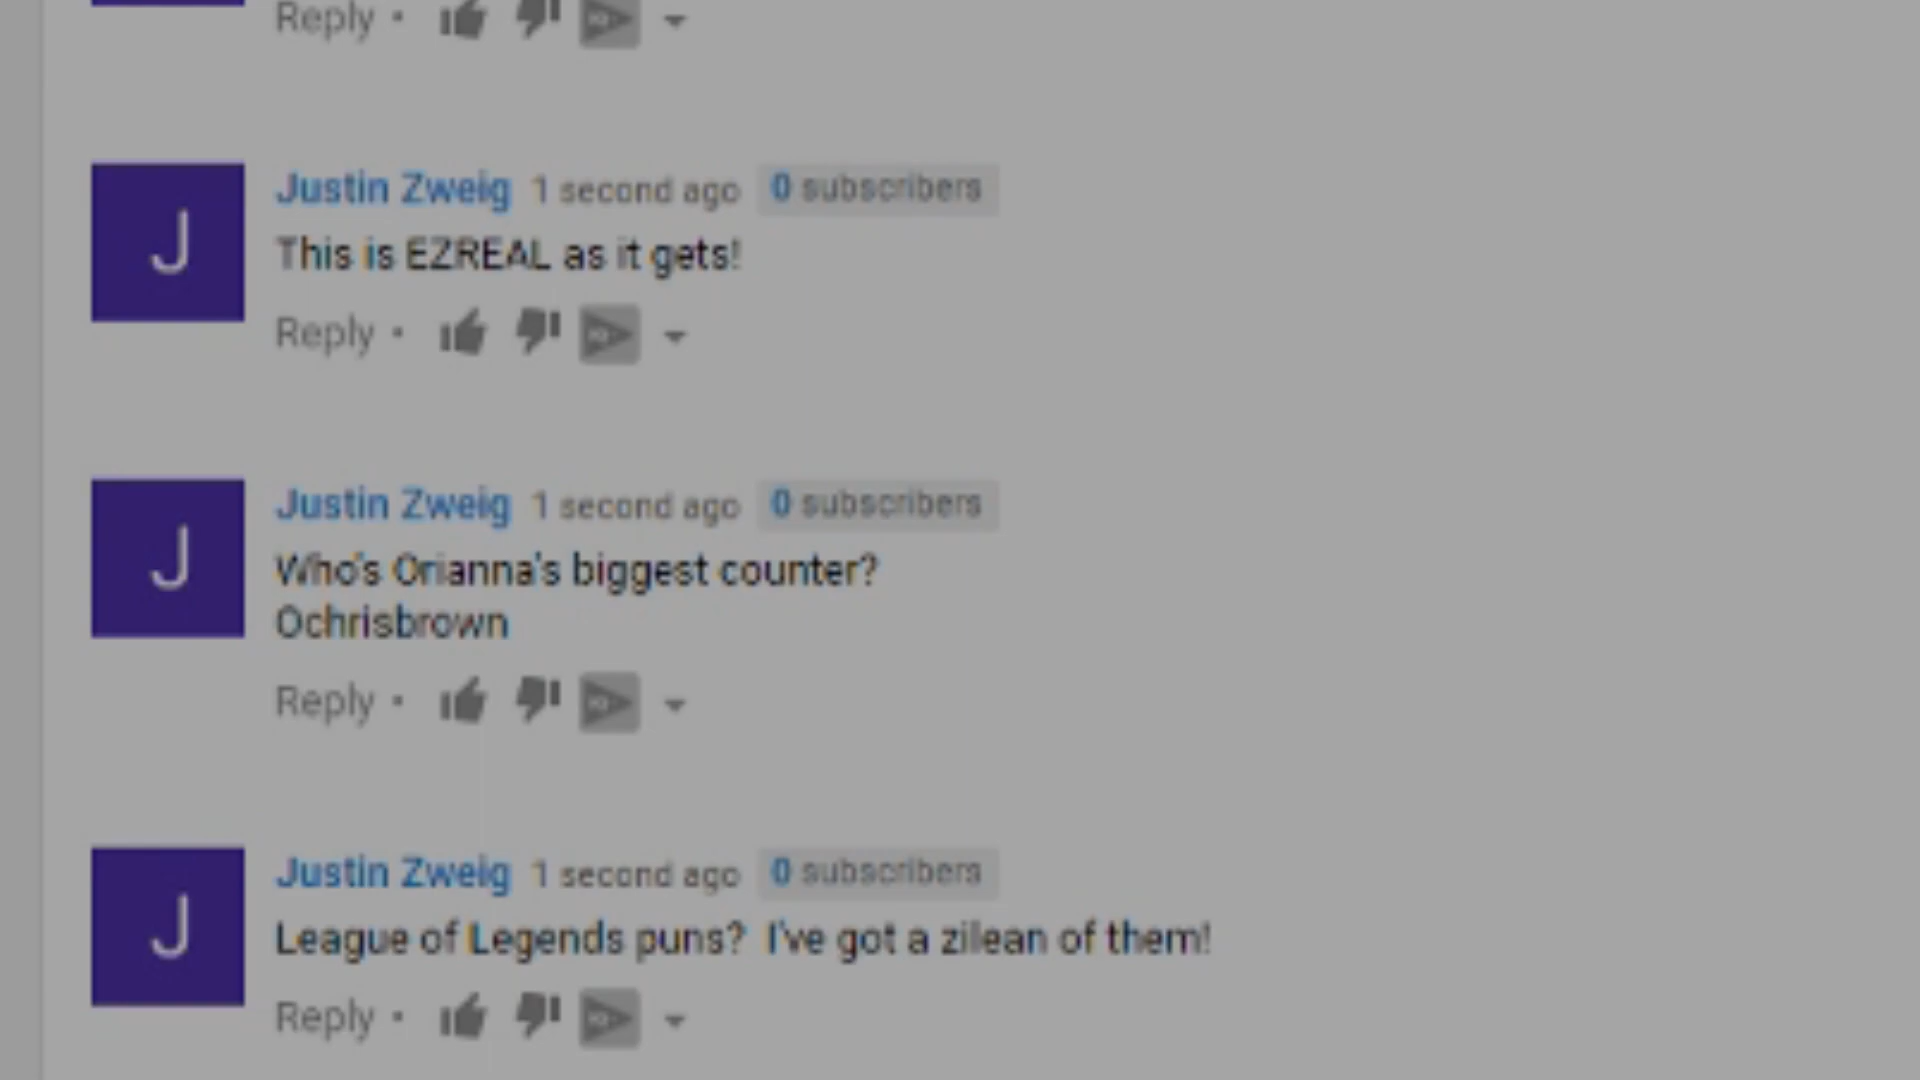 Reply •
J
Justin Zweig 1 second ago 0 subscribers
This is EZREAL as it gets!
Reply •
J
Justin Zweig 1 second ago 0 subscribers
Who's Orianna's biggest counter?
Ochrisbrown
Reply •
J
Justin Zweig 1 second ago 0 subscribers
League of Legends puns? I've got a zilean of them!
Reply •